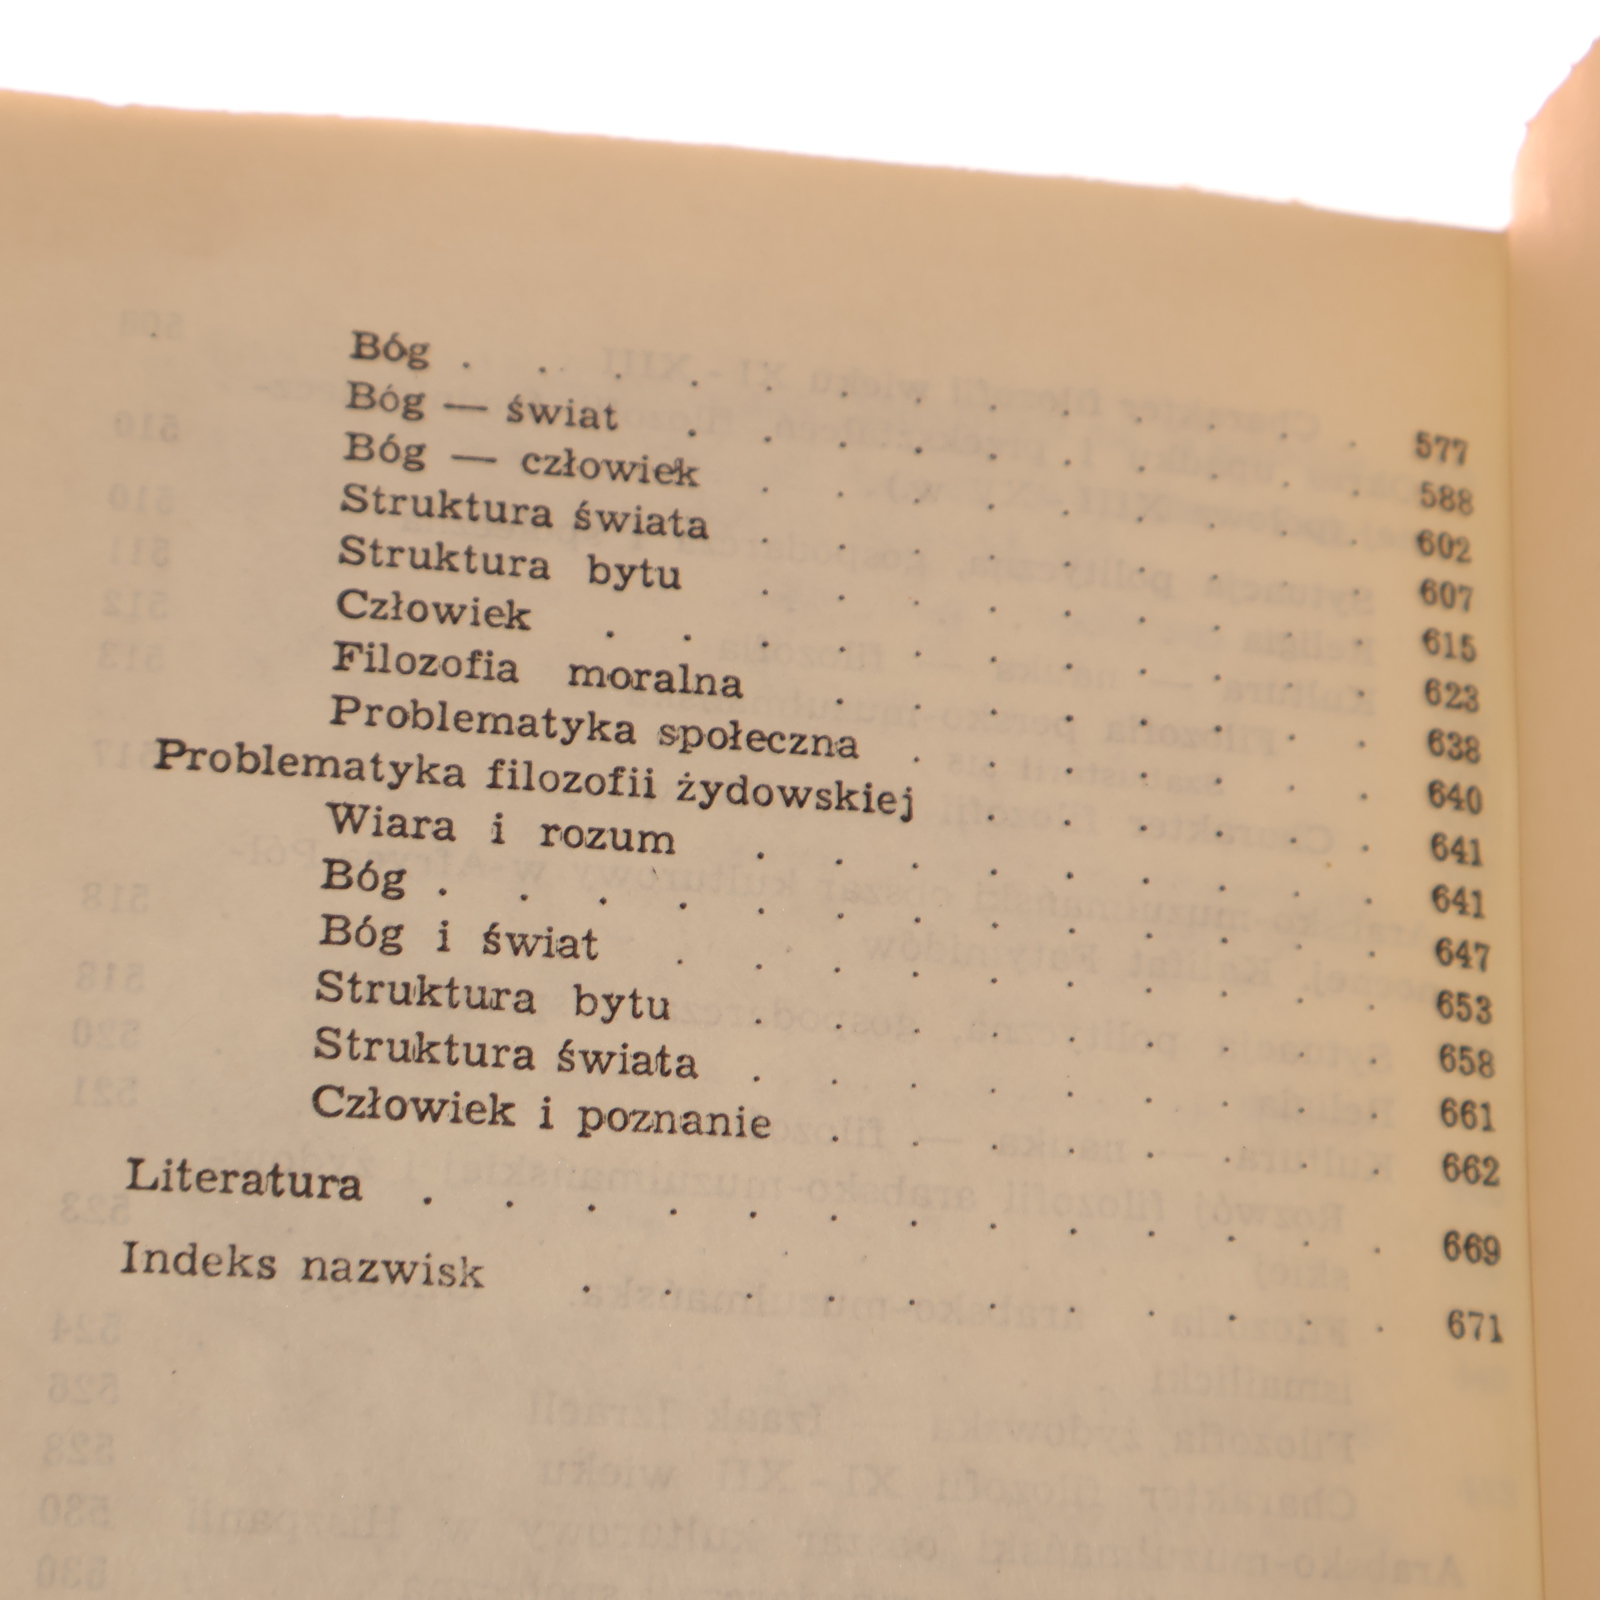 Bóg . . . . . . . . . . . . . 577
Bóg — świat . . . . . . . . . . 588
Bóg — człowiek . . . . . . . . . 602
Struktura świata . . . . . . . . . 607
Struktura bytu . . . . . . . . . 615
Człowiek . . . . . . . . . . . 623
Filozofia moralna . . . . . . . . 638
Problematyka społeczna . . . . . . . 640
Problematyka filozofii żydowskiej . . . . . . 641
Wiara i rozum . . . . . . . . . 641
Bóg . . . . . . . . . . . . . 647
Bóg i świat . . . . . . . . . . 653
Struktura bytu . . . . . . . . . 658
Struktura świata . . . . . . . . . 661
Człowiek i poznanie . . . . . . . . 662
Literatura . . . . . . . . . . . . . 669
Indeks nazwisk . . . . . . . . . . . 671